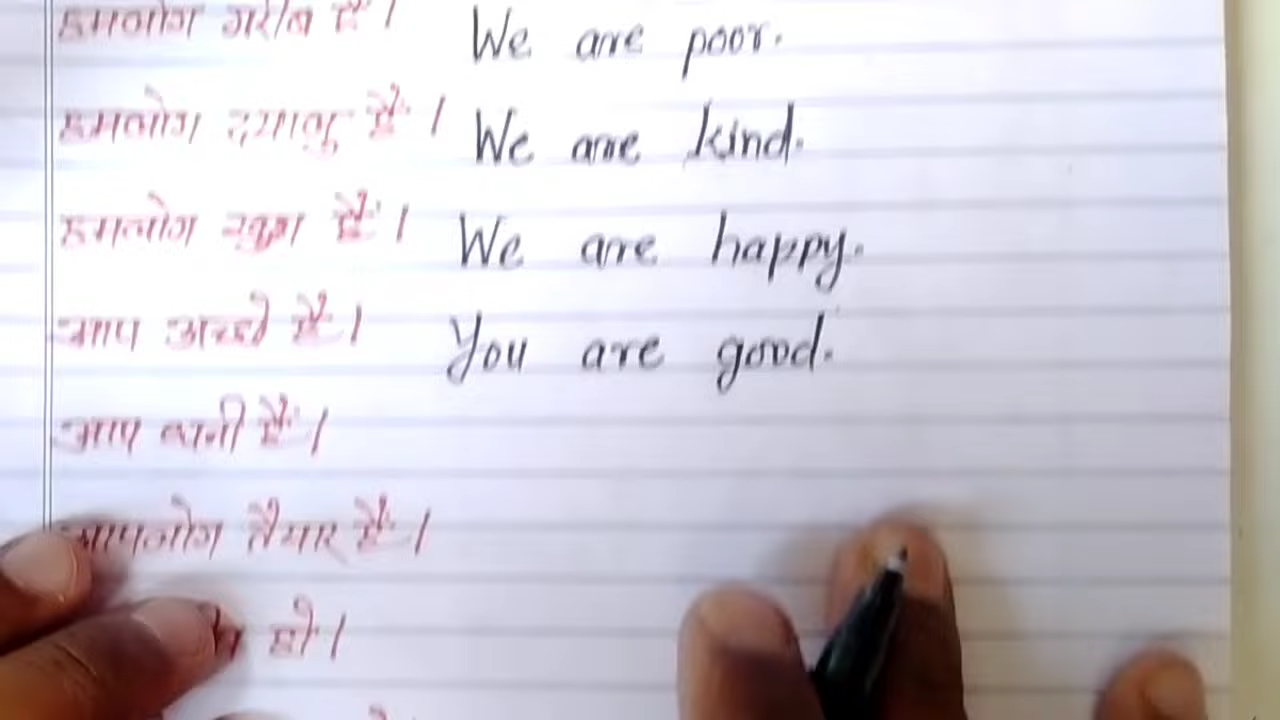 हमलोग गरीब हैं। We are poor.
हमलोग दयालु हैं। We are kind.
हमलोग खुश हैं। We are happy.
आप अच्छे हैं। You are good.
आप धनी हैं।
आपलोग तैयार हैं।
हो।